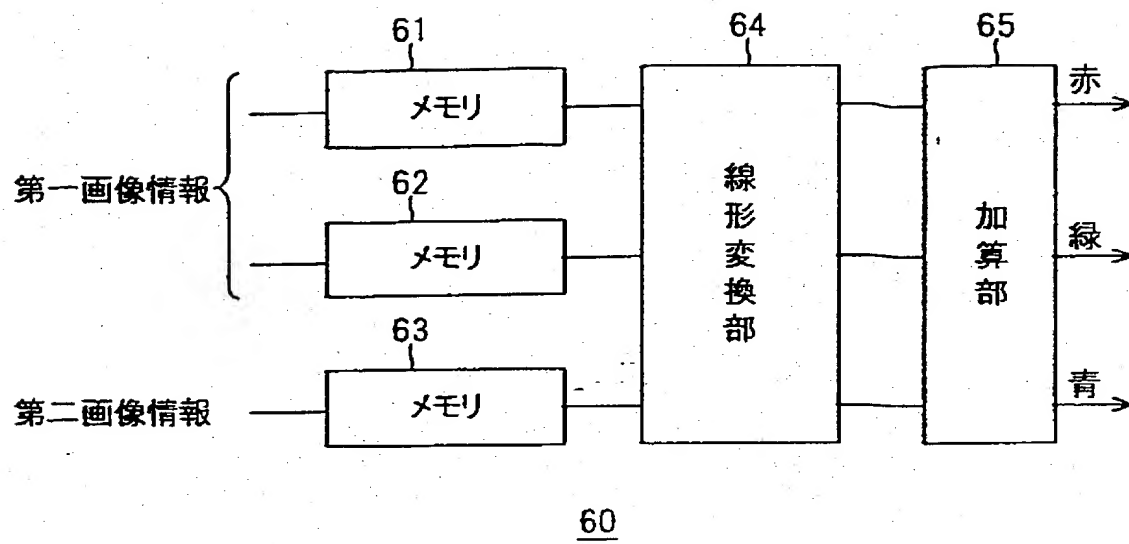 61
メモリ
62
メモリ
63
メモリ
第一画像情報
第二画像情報
64
線形変換部
65
加算部
赤
緑
青
60